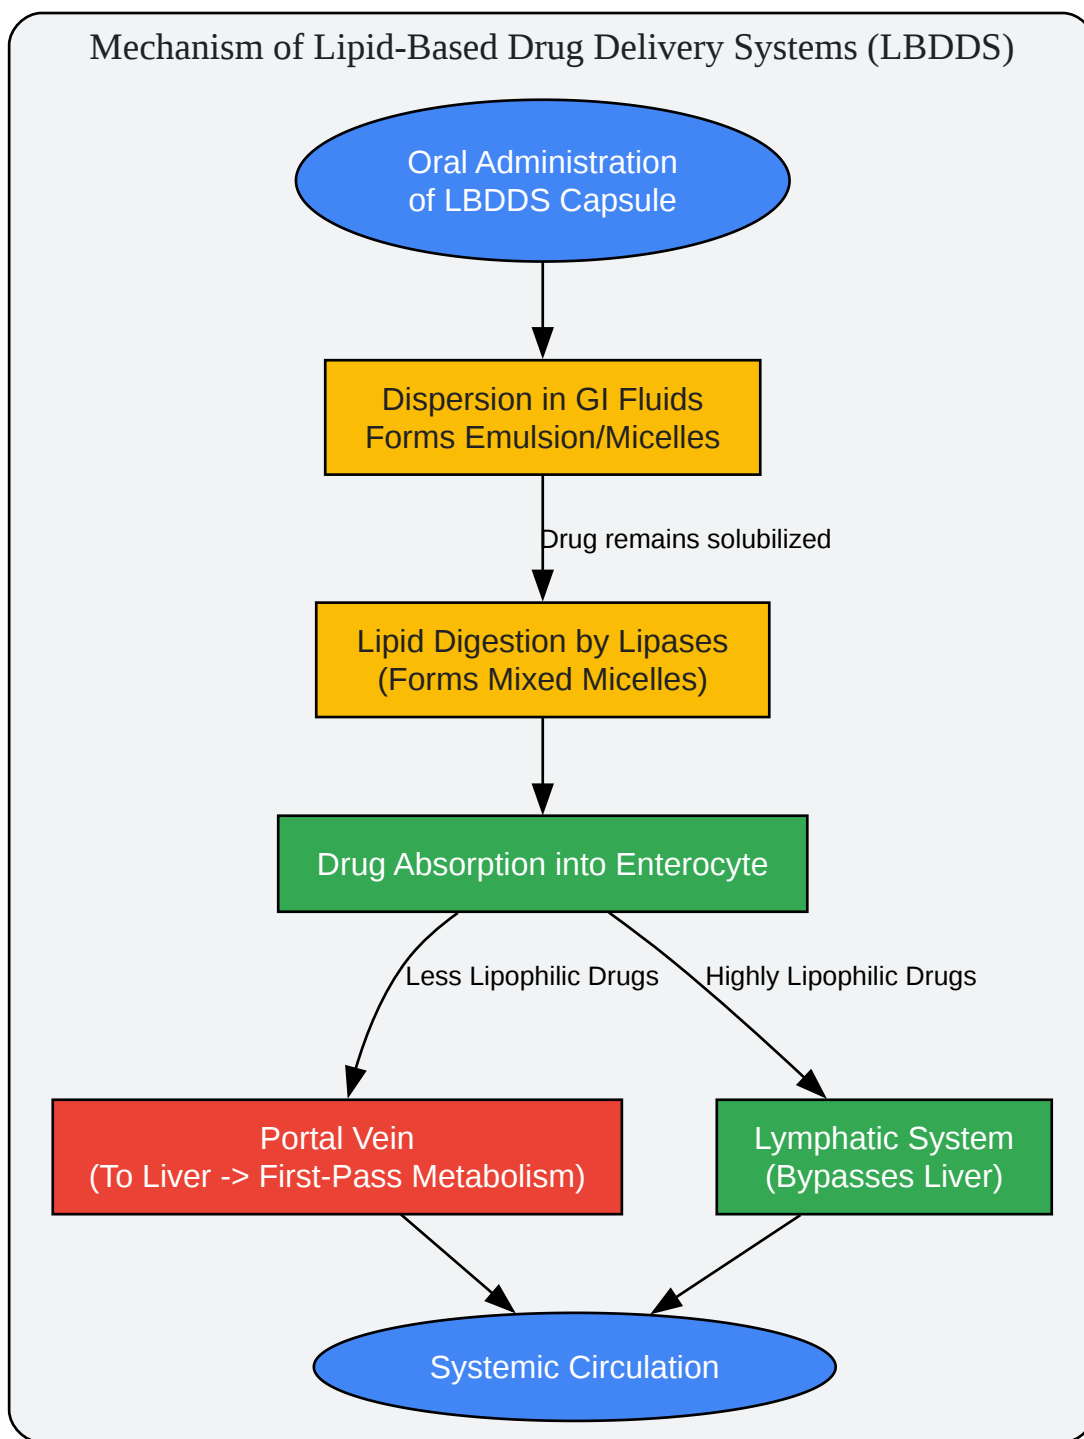 Mechanism of Lipid-Based Drug Delivery Systems (LBDDS)
Oral Administration
of LBDDS Capsule
Dispersion in GI Fluids
Forms Emulsion/Micelles
Drug remains solubilized
Lipid Digestion by Lipases
(Forms Mixed Micelles)
Drug Absorption into Enterocyte
Less Lipophilic Drugs
Highly Lipophilic Drugs
Portal Vein
(To Liver -> First-Pass Metabolism)
Lymphatic System
(Bypasses Liver)
Systemic Circulation